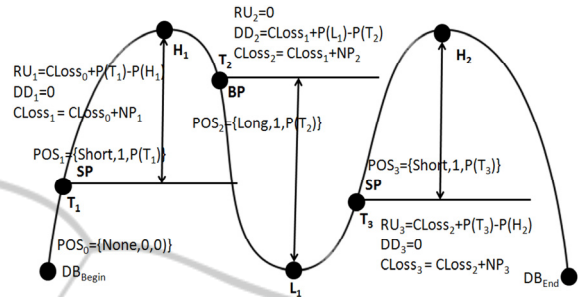 H₁
RU₁=CLoss₀+P(T₁)-P(H₁)
DD₁=0
CLoss₁ = CLoss₀+NP₁
POS₁={Short,1,P(T₁)}
SP
T₁
POS₀={None,0,0)}
DB_Begin
RU₂=0
DD₂=CLoss₁+P(L₁)-P(T₂)
CLoss₂= CLoss₁+NP₂
T₂
BP
POS₂={Long,1,P(T₂)}
L₁
H₂
POS₃={Short,1,P(T₃)}
SP
T₃
RU₃=CLoss₂+P(T₃)-P(H₂)
DD₃=0
CLoss₃ = CLoss₂+NP₃
DB_End